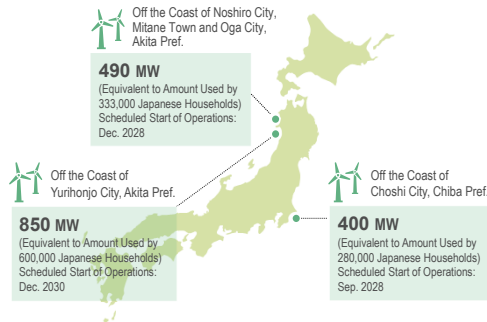 Off the Coast of Noshiro City,
Mitane Town and Oga City,
Akita Pref.
490 MW
(Equivalent to Amount Used by
333,000 Japanese Households)
Scheduled Start of Operations:
Dec. 2028
Off the Coast of
Yurihonjo City, Akita Pref.
850 MW
(Equivalent to Amount Used by
600,000 Japanese Households)
Scheduled Start of Operations:
Dec. 2030
Off the Coast of
Choshi City, Chiba Pref.
400 MW
(Equivalent to Amount Used by
280,000 Japanese Households)
Scheduled Start of Operations:
Sep. 2028